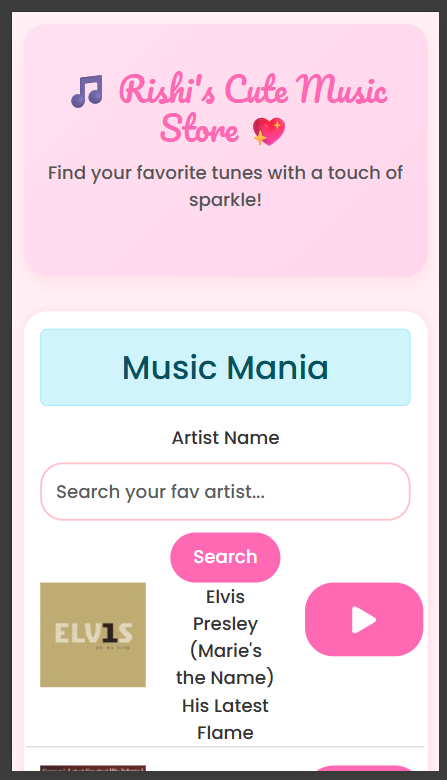 🎵 Rishi's Cute Music
Store 💖
Find your favorite tunes with a touch of
sparkle!
Music Mania
Artist Name
Search your fav artist...
Search
ELV1S
Elvis
Presley
(Marie's
the Name)
His Latest
Flame